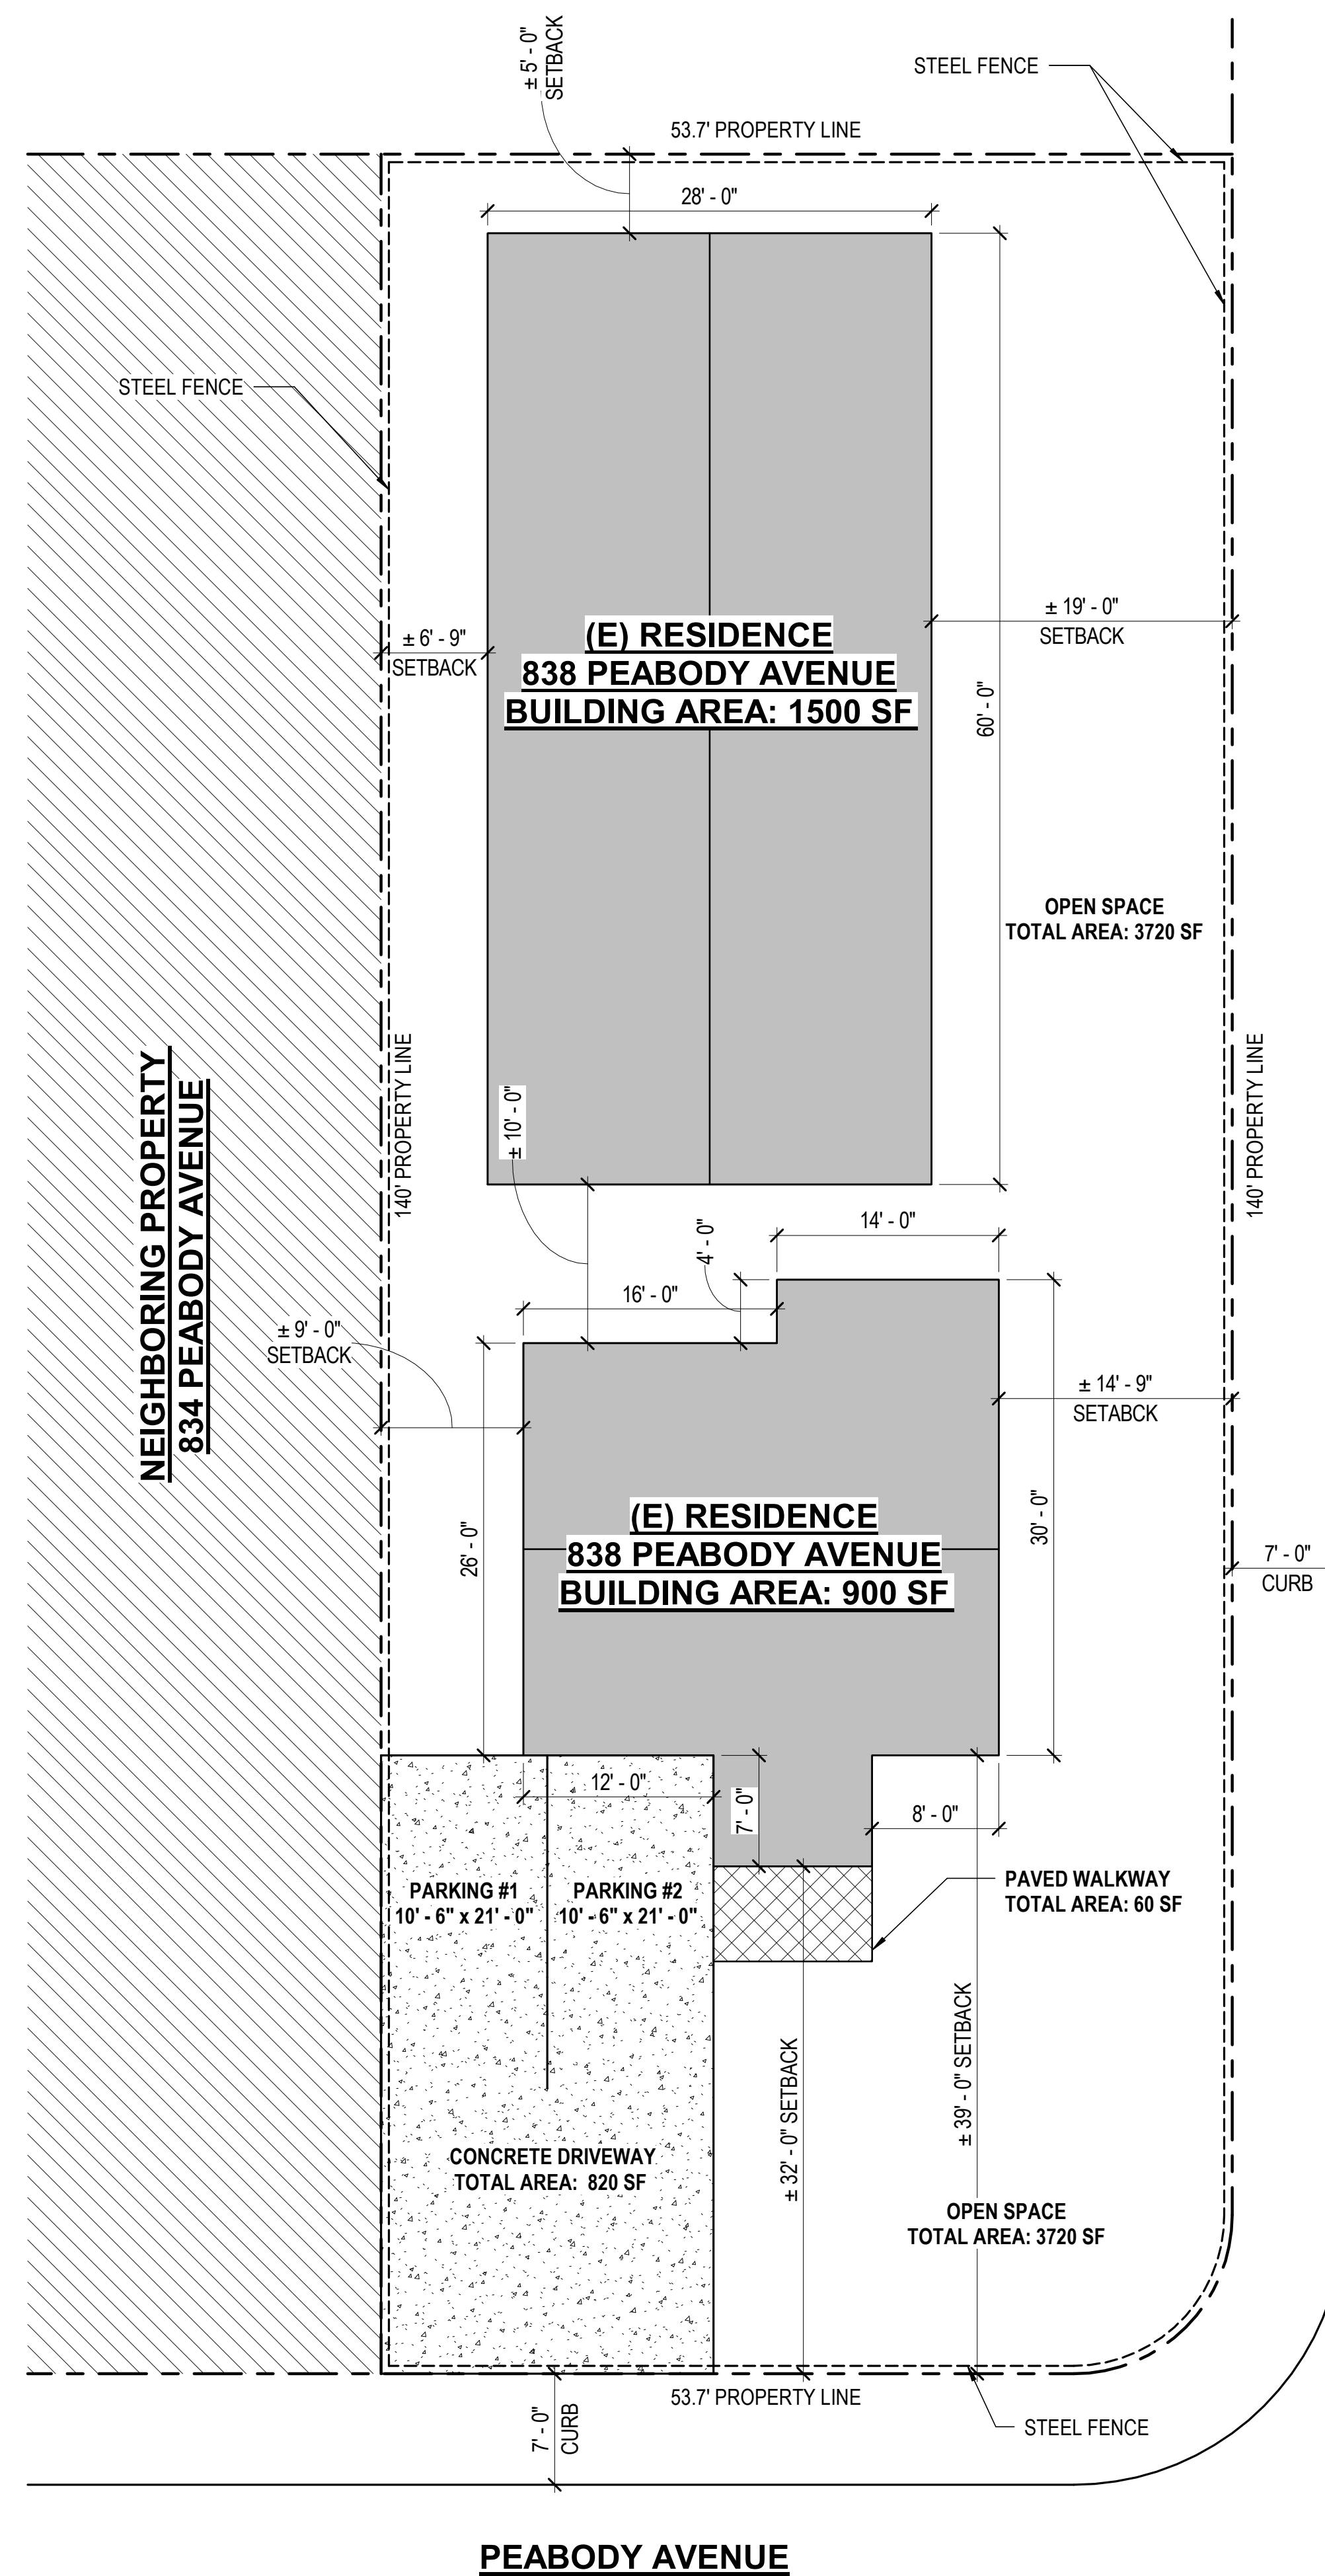 ± 5' - 0"
SETBACK
STEEL FENCE
53.7' PROPERTY LINE
28' - 0"
STEEL FENCE
± 6' - 9"
SETBACK
(E) RESIDENCE
838 PEABODY AVENUE
BUILDING AREA: 1500 SF
± 19' - 0"
SETBACK
60' - 0"
OPEN SPACE
TOTAL AREA: 3720 SF
NEIGHBORING PROPERTY
834 PEABODY AVENUE
140' PROPERTY LINE
± 10' - 0"
140' PROPERTY LINE
14' - 0"
4' - 0"
16' - 0"
± 9' - 0"
SETBACK
± 14' - 9"
SETABCK
26' - 0"
(E) RESIDENCE
838 PEABODY AVENUE
BUILDING AREA: 900 SF
30' - 0"
7' - 0"
CURB
12' - 0"
7' - 0"
8' - 0"
PARKING #1
10' - 6" x 21' - 0"
PARKING #2
10' - 6" x 21' - 0"
PAVED WALKWAY
TOTAL AREA: 60 SF
± 32' - 0" SETBACK
± 39' - 0" SETBACK
CONCRETE DRIVEWAY
TOTAL AREA: 820 SF
OPEN SPACE
TOTAL AREA: 3720 SF
53.7' PROPERTY LINE
7' - 0"
CURB
STEEL FENCE
PEABODY AVENUE